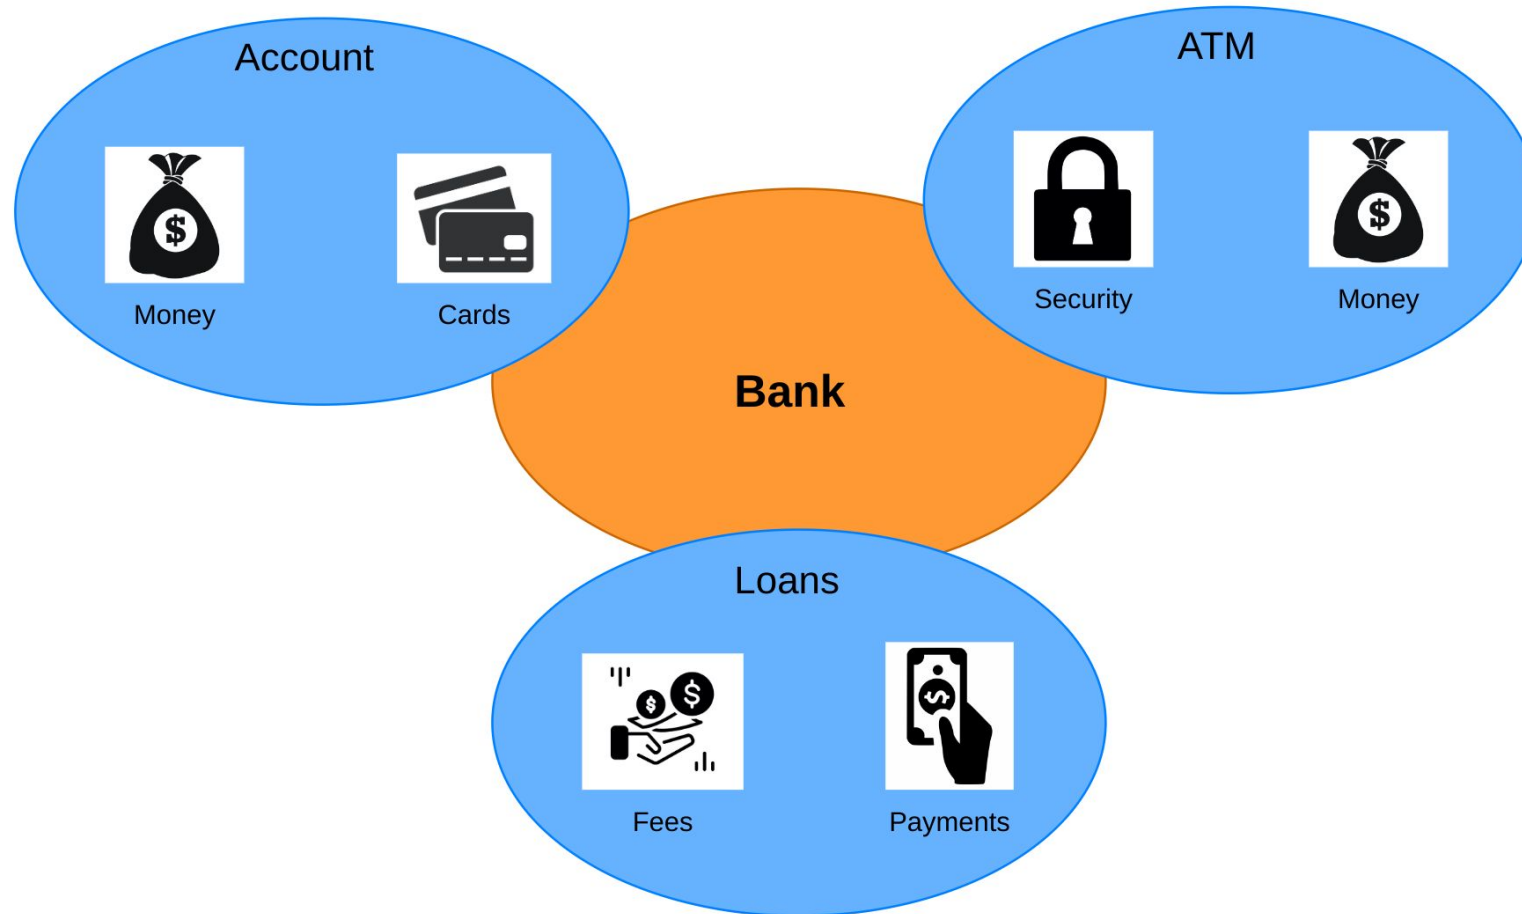 Account
Money
Cards
ATM
Security
Money
Bank
Loans
Fees
Payments